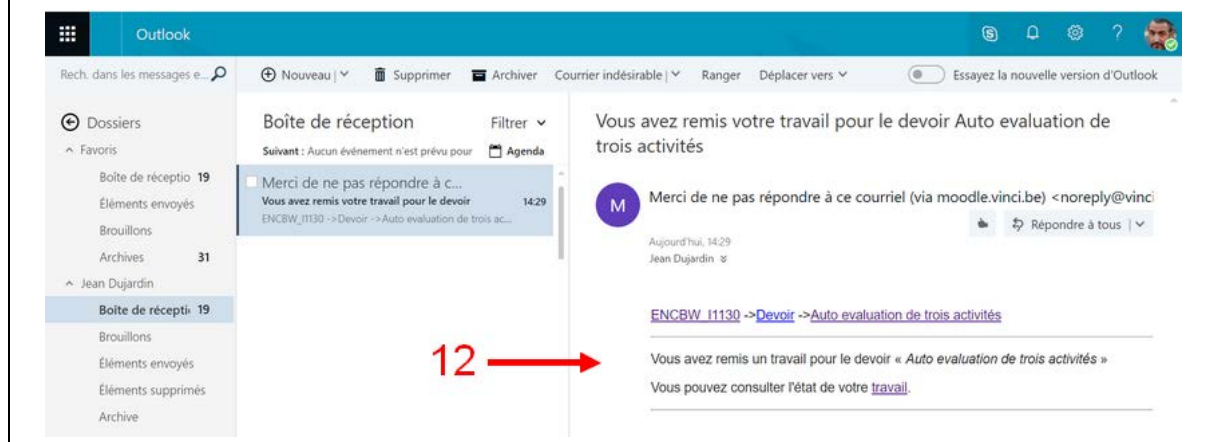 Outlook
?
Rech. dans les messages e...
Nouveau | Supprimer Archiver Courrier indésirable | Ranger Déplacer vers Essayez la nouvelle version d'Outlook
Dossiers
Favoris
Boîte de réceptio 19
Éléments envoyés
Brouillons
Archives 31
Jean Dujardin
Boîte de récepti 19
Brouillons
Éléments envoyés
Éléments supprimés
Archive
Boîte de réception Filtrer
Suivant : Aucun événement n'est prévu pour Agenda
Merci de ne pas répondre à c...
Vous avez remis votre travail pour le devoir 14:29
ENCBW_I1130 ->Devoir ->Auto evaluation de trois ac...
12
Vous avez remis votre travail pour le devoir Auto evaluation de
trois activités
M
Merci de ne pas répondre à ce courriel (via moodle.vinci.be) <noreply@vinci
Répondre à tous |
Aujourd'hui, 14:29
Jean Dujardin
ENCBW_I1130 ->Devoir ->Auto evaluation de trois activités
Vous avez remis un travail pour le devoir « Auto evaluation de trois activités »
Vous pouvez consulter l'état de votre travail.